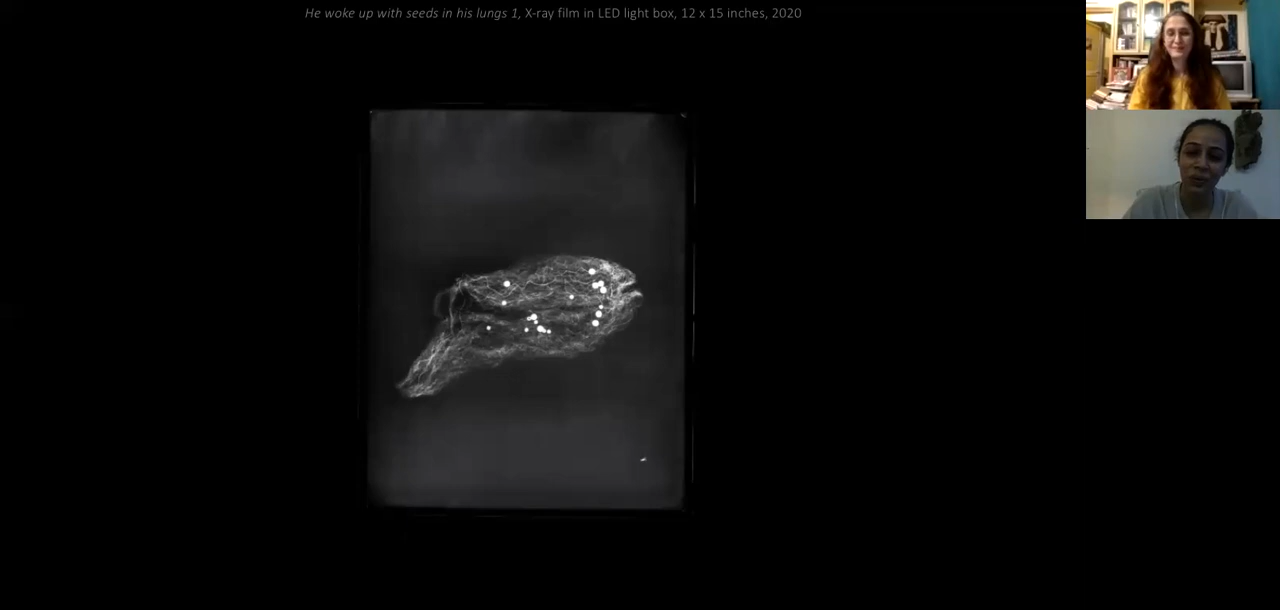 He woke up with seeds in his lungs 1, X-ray film in LED light box, 12 x 15 inches, 2020